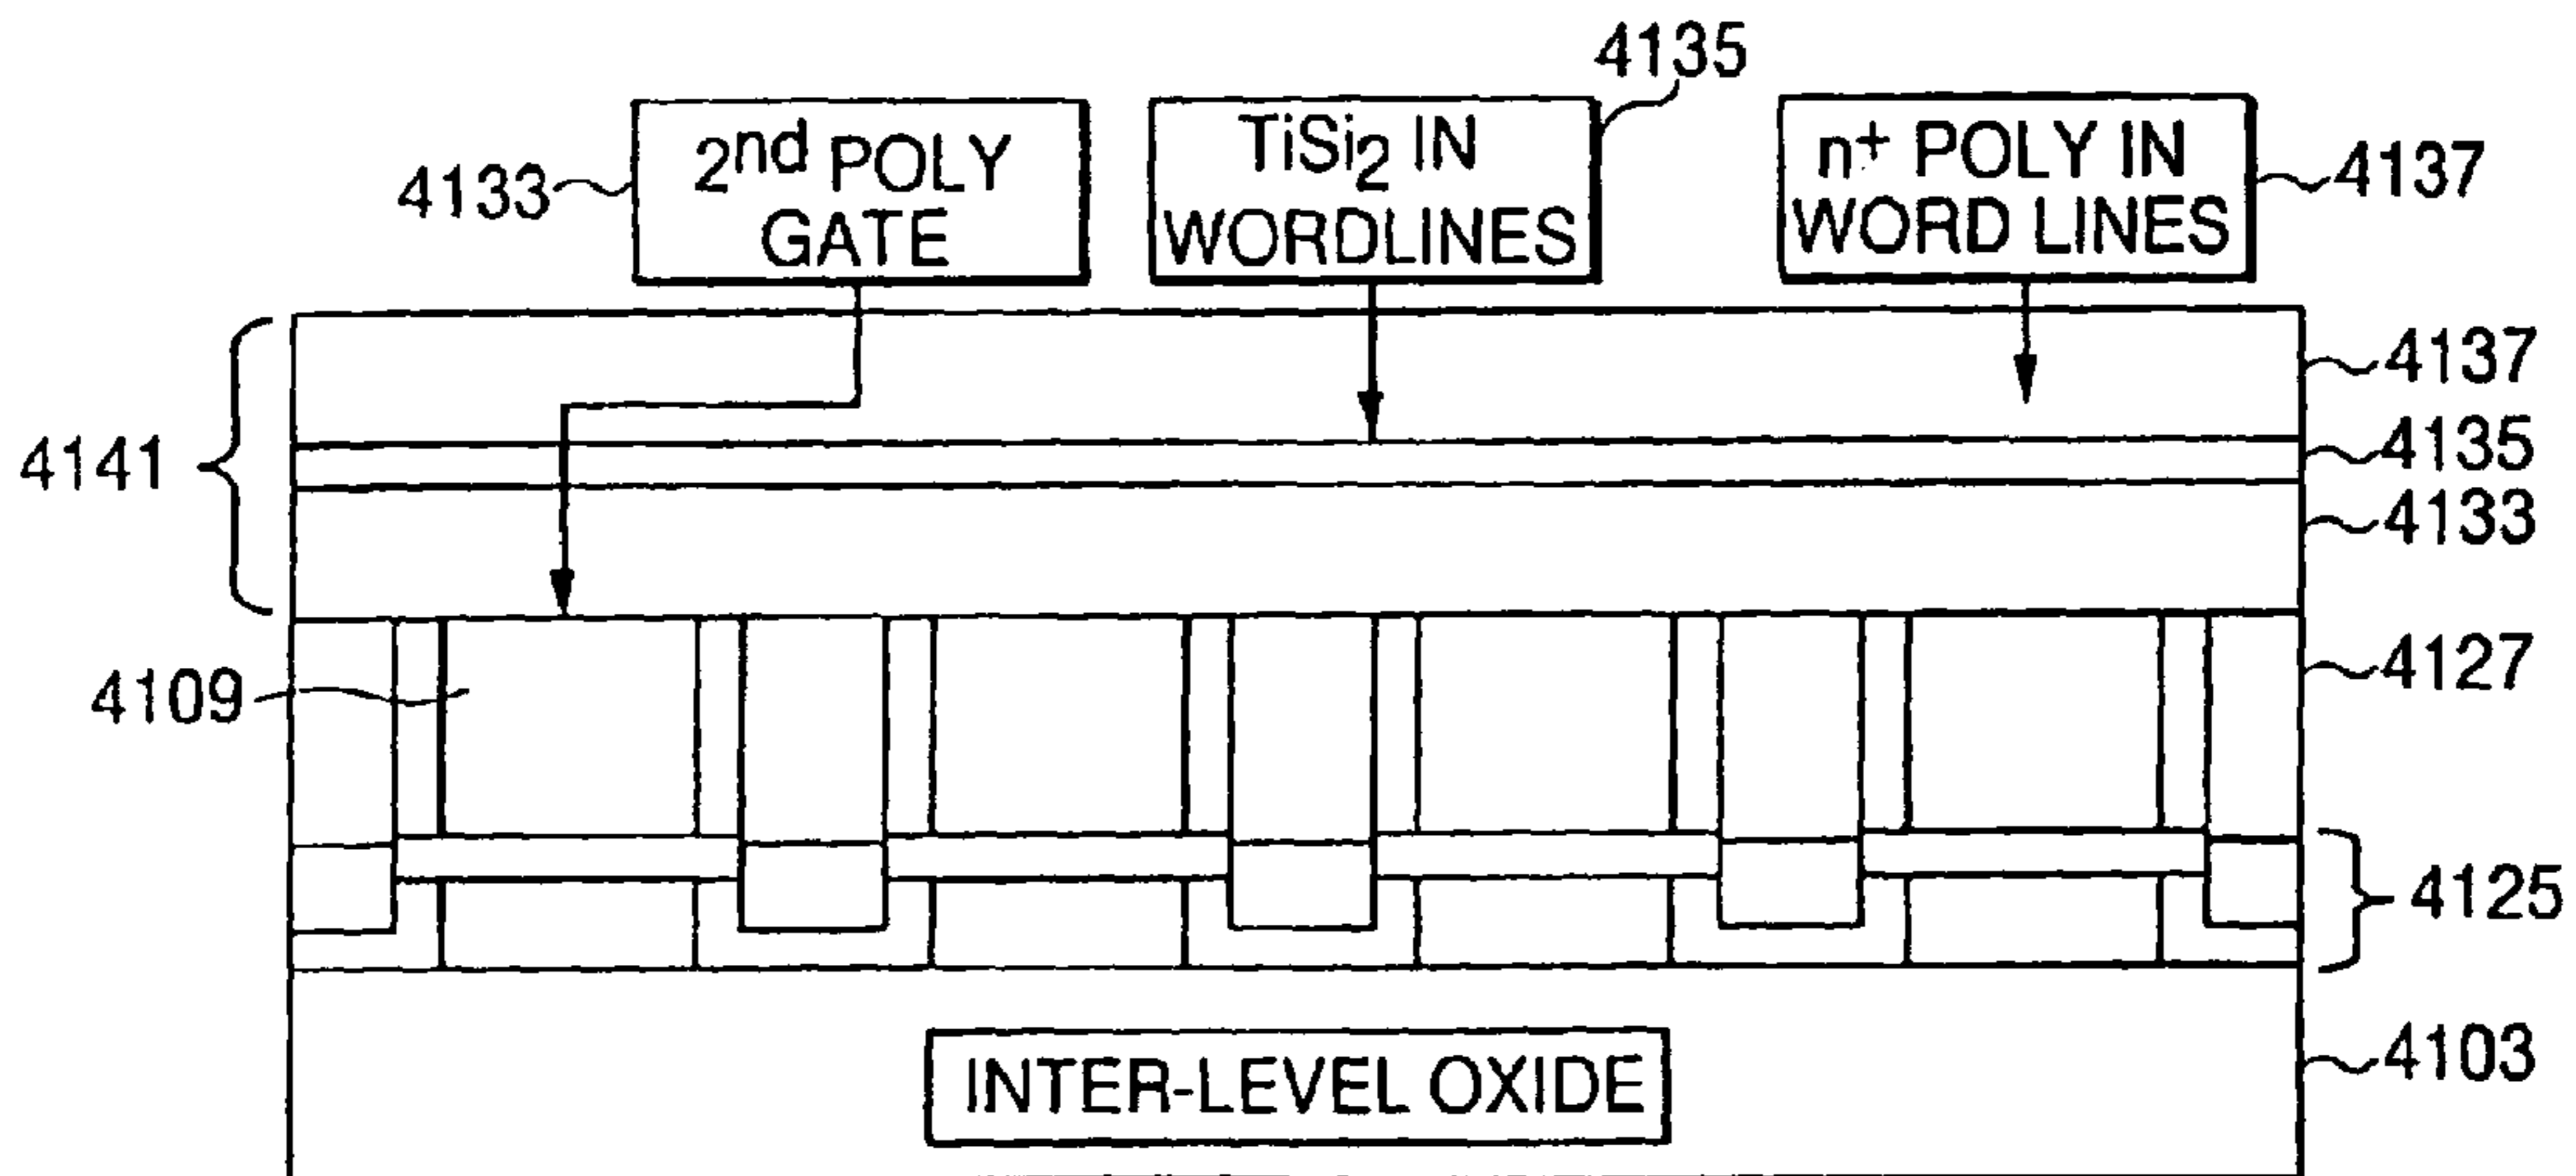 4135
4133
2nd POLY
GATE
TiSi2 IN
WORDLINES
n+ POLY IN
WORD LINES
4137
4141
4137
4135
4133
4109
4127
4125
INTER-LEVEL OXIDE
4103